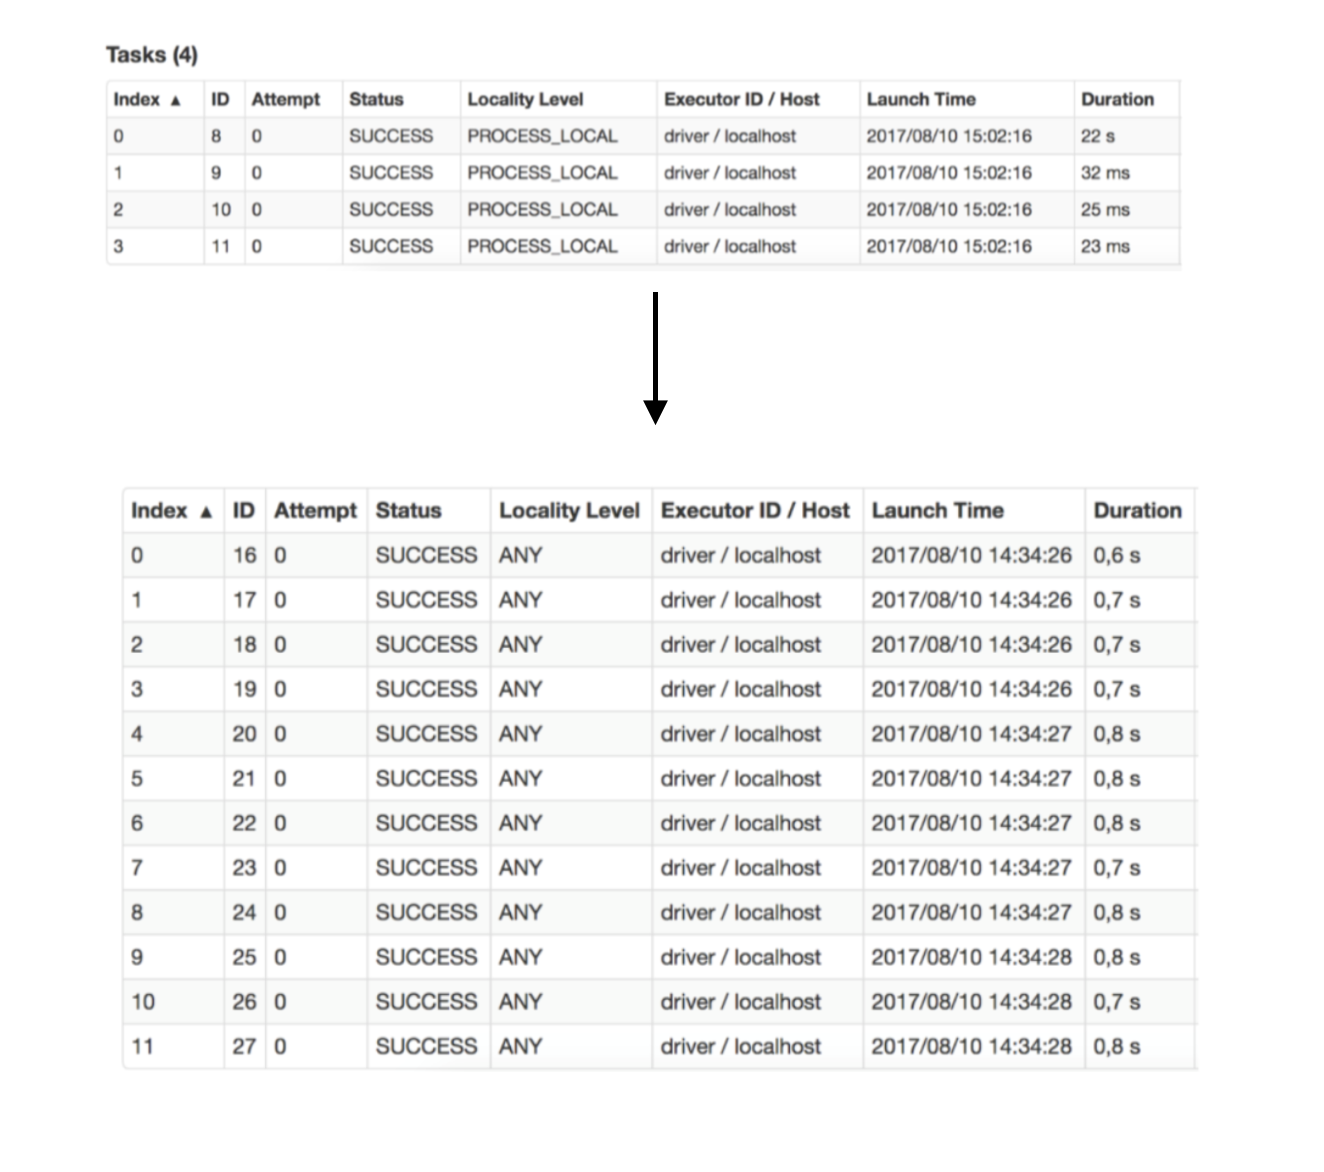 Tasks (4)
Index ▲ ID Attempt Status Locality Level Executor ID / Host Launch Time Duration
0 8 0 SUCCESS PROCESS_LOCAL driver / localhost 2017/08/10 15:02:16 22 s
1 9 0 SUCCESS PROCESS_LOCAL driver / localhost 2017/08/10 15:02:16 32 ms
2 10 0 SUCCESS PROCESS_LOCAL driver / localhost 2017/08/10 15:02:16 25 ms
3 11 0 SUCCESS PROCESS_LOCAL driver / localhost 2017/08/10 15:02:16 23 ms
Index ▲ ID Attempt Status Locality Level Executor ID / Host Launch Time Duration
0 16 0 SUCCESS ANY driver / localhost 2017/08/10 14:34:26 0,6 s
1 17 0 SUCCESS ANY driver / localhost 2017/08/10 14:34:26 0,7 s
2 18 0 SUCCESS ANY driver / localhost 2017/08/10 14:34:26 0,7 s
3 19 0 SUCCESS ANY driver / localhost 2017/08/10 14:34:26 0,7 s
4 20 0 SUCCESS ANY driver / localhost 2017/08/10 14:34:27 0,8 s
5 21 0 SUCCESS ANY driver / localhost 2017/08/10 14:34:27 0,8 s
6 22 0 SUCCESS ANY driver / localhost 2017/08/10 14:34:27 0,8 s
7 23 0 SUCCESS ANY driver / localhost 2017/08/10 14:34:27 0,7 s
8 24 0 SUCCESS ANY driver / localhost 2017/08/10 14:34:27 0,8 s
9 25 0 SUCCESS ANY driver / localhost 2017/08/10 14:34:28 0,8 s
10 26 0 SUCCESS ANY driver / localhost 2017/08/10 14:34:28 0,7 s
11 27 0 SUCCESS ANY driver / localhost 2017/08/10 14:34:28 0,8 s